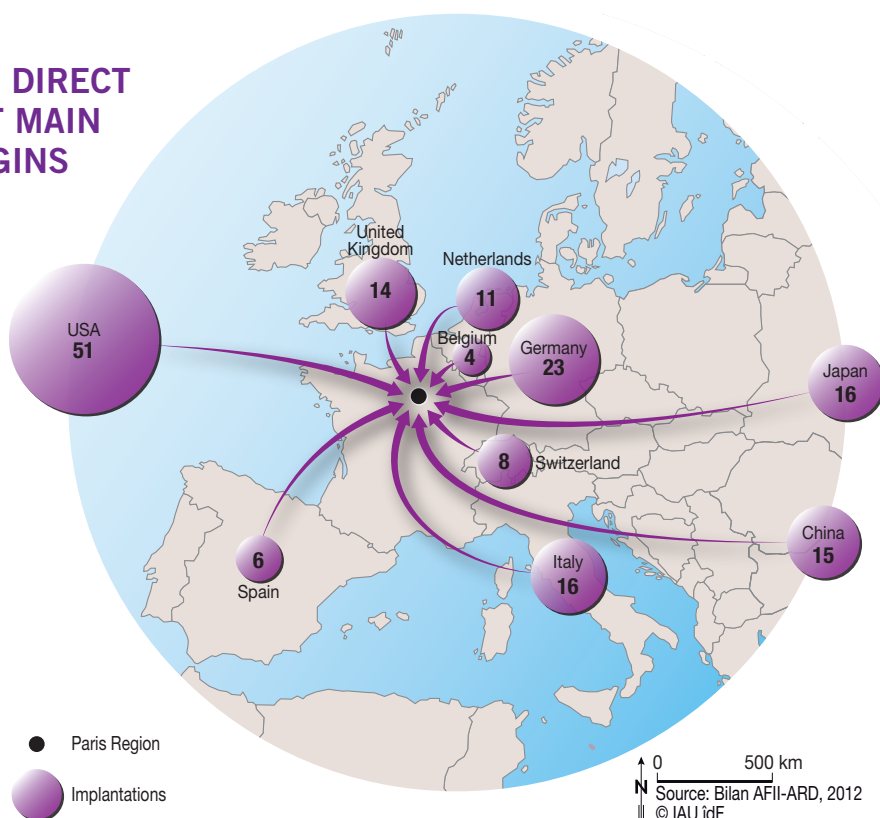 DIRECT
MAIN
GINS
United
Kingdom
14
Netherlands
11
Belgium
4
Germany
23
USA
51
Japan
16
8 Switzerland
China
15
Italy
16
6
Spain
Paris Region
Implantations
0 500 km
N
Source: Bilan AFII-ARD, 2012
© IAU îdF